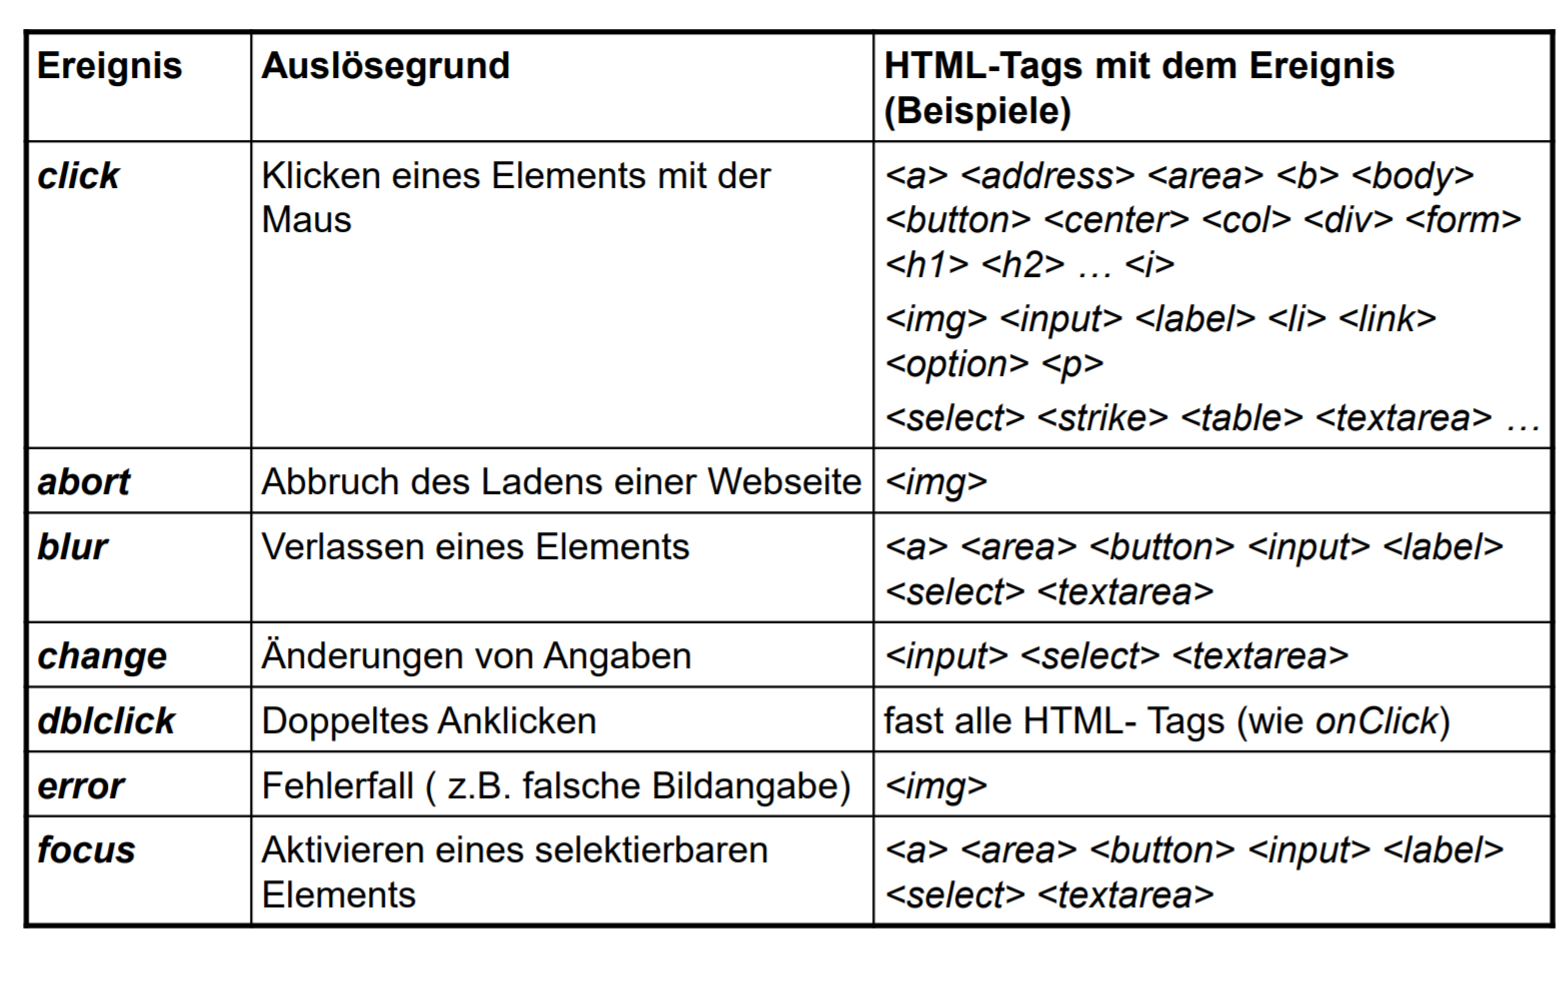 Ereignis
Auslösegrund
HTML-Tags mit dem Ereignis
(Beispiele)
click
Klicken eines Elements mit der
Maus
<a> <address> <area> <b> <body>
<button> <center> <col> <div> <form>
<h1> <h2> … <i>
<img> <input> <label> <li> <link>
<option> <p>
<select> <strike> <table> <textarea> …
abort
Abbruch des Ladens einer Webseite
<img>
blur
Verlassen eines Elements
<a> <area> <button> <input> <label>
<select> <textarea>
change
Änderungen von Angaben
<input> <select> <textarea>
dblclick
Doppeltes Anklicken
fast alle HTML- Tags (wie onClick)
error
Fehlerfall ( z.B. falsche Bildangabe)
<img>
focus
Aktivieren eines selektierbaren
Elements
<a> <area> <button> <input> <label>
<select> <textarea>